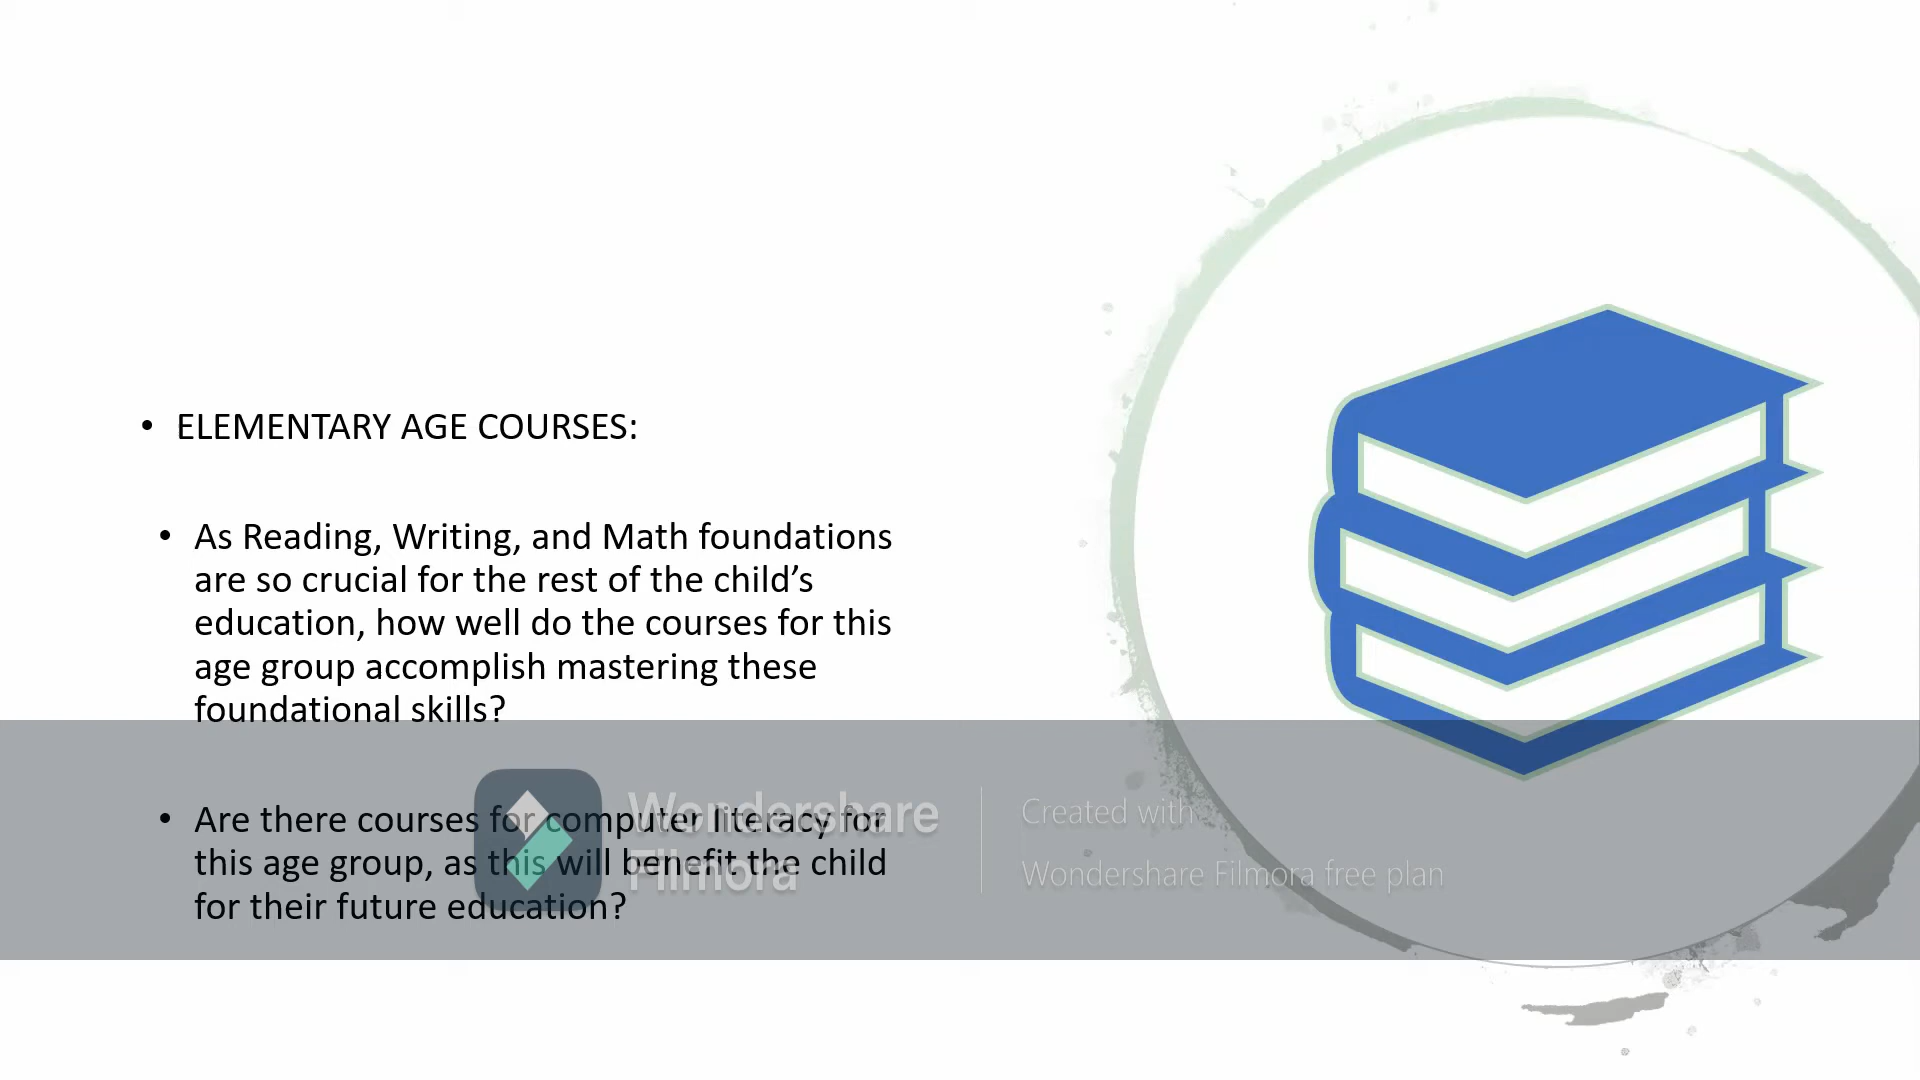 • ELEMENTARY AGE COURSES:
• As Reading, Writing, and Math foundations
are so crucial for the rest of the child’s
education, how well do the courses for this
age group accomplish mastering these
foundational skills?
• Are there courses for computer literacy for
this age group, as this will benefit the child
for their future education?
Wondershare
Filmora
Created with
Wondershare Filmora free plan